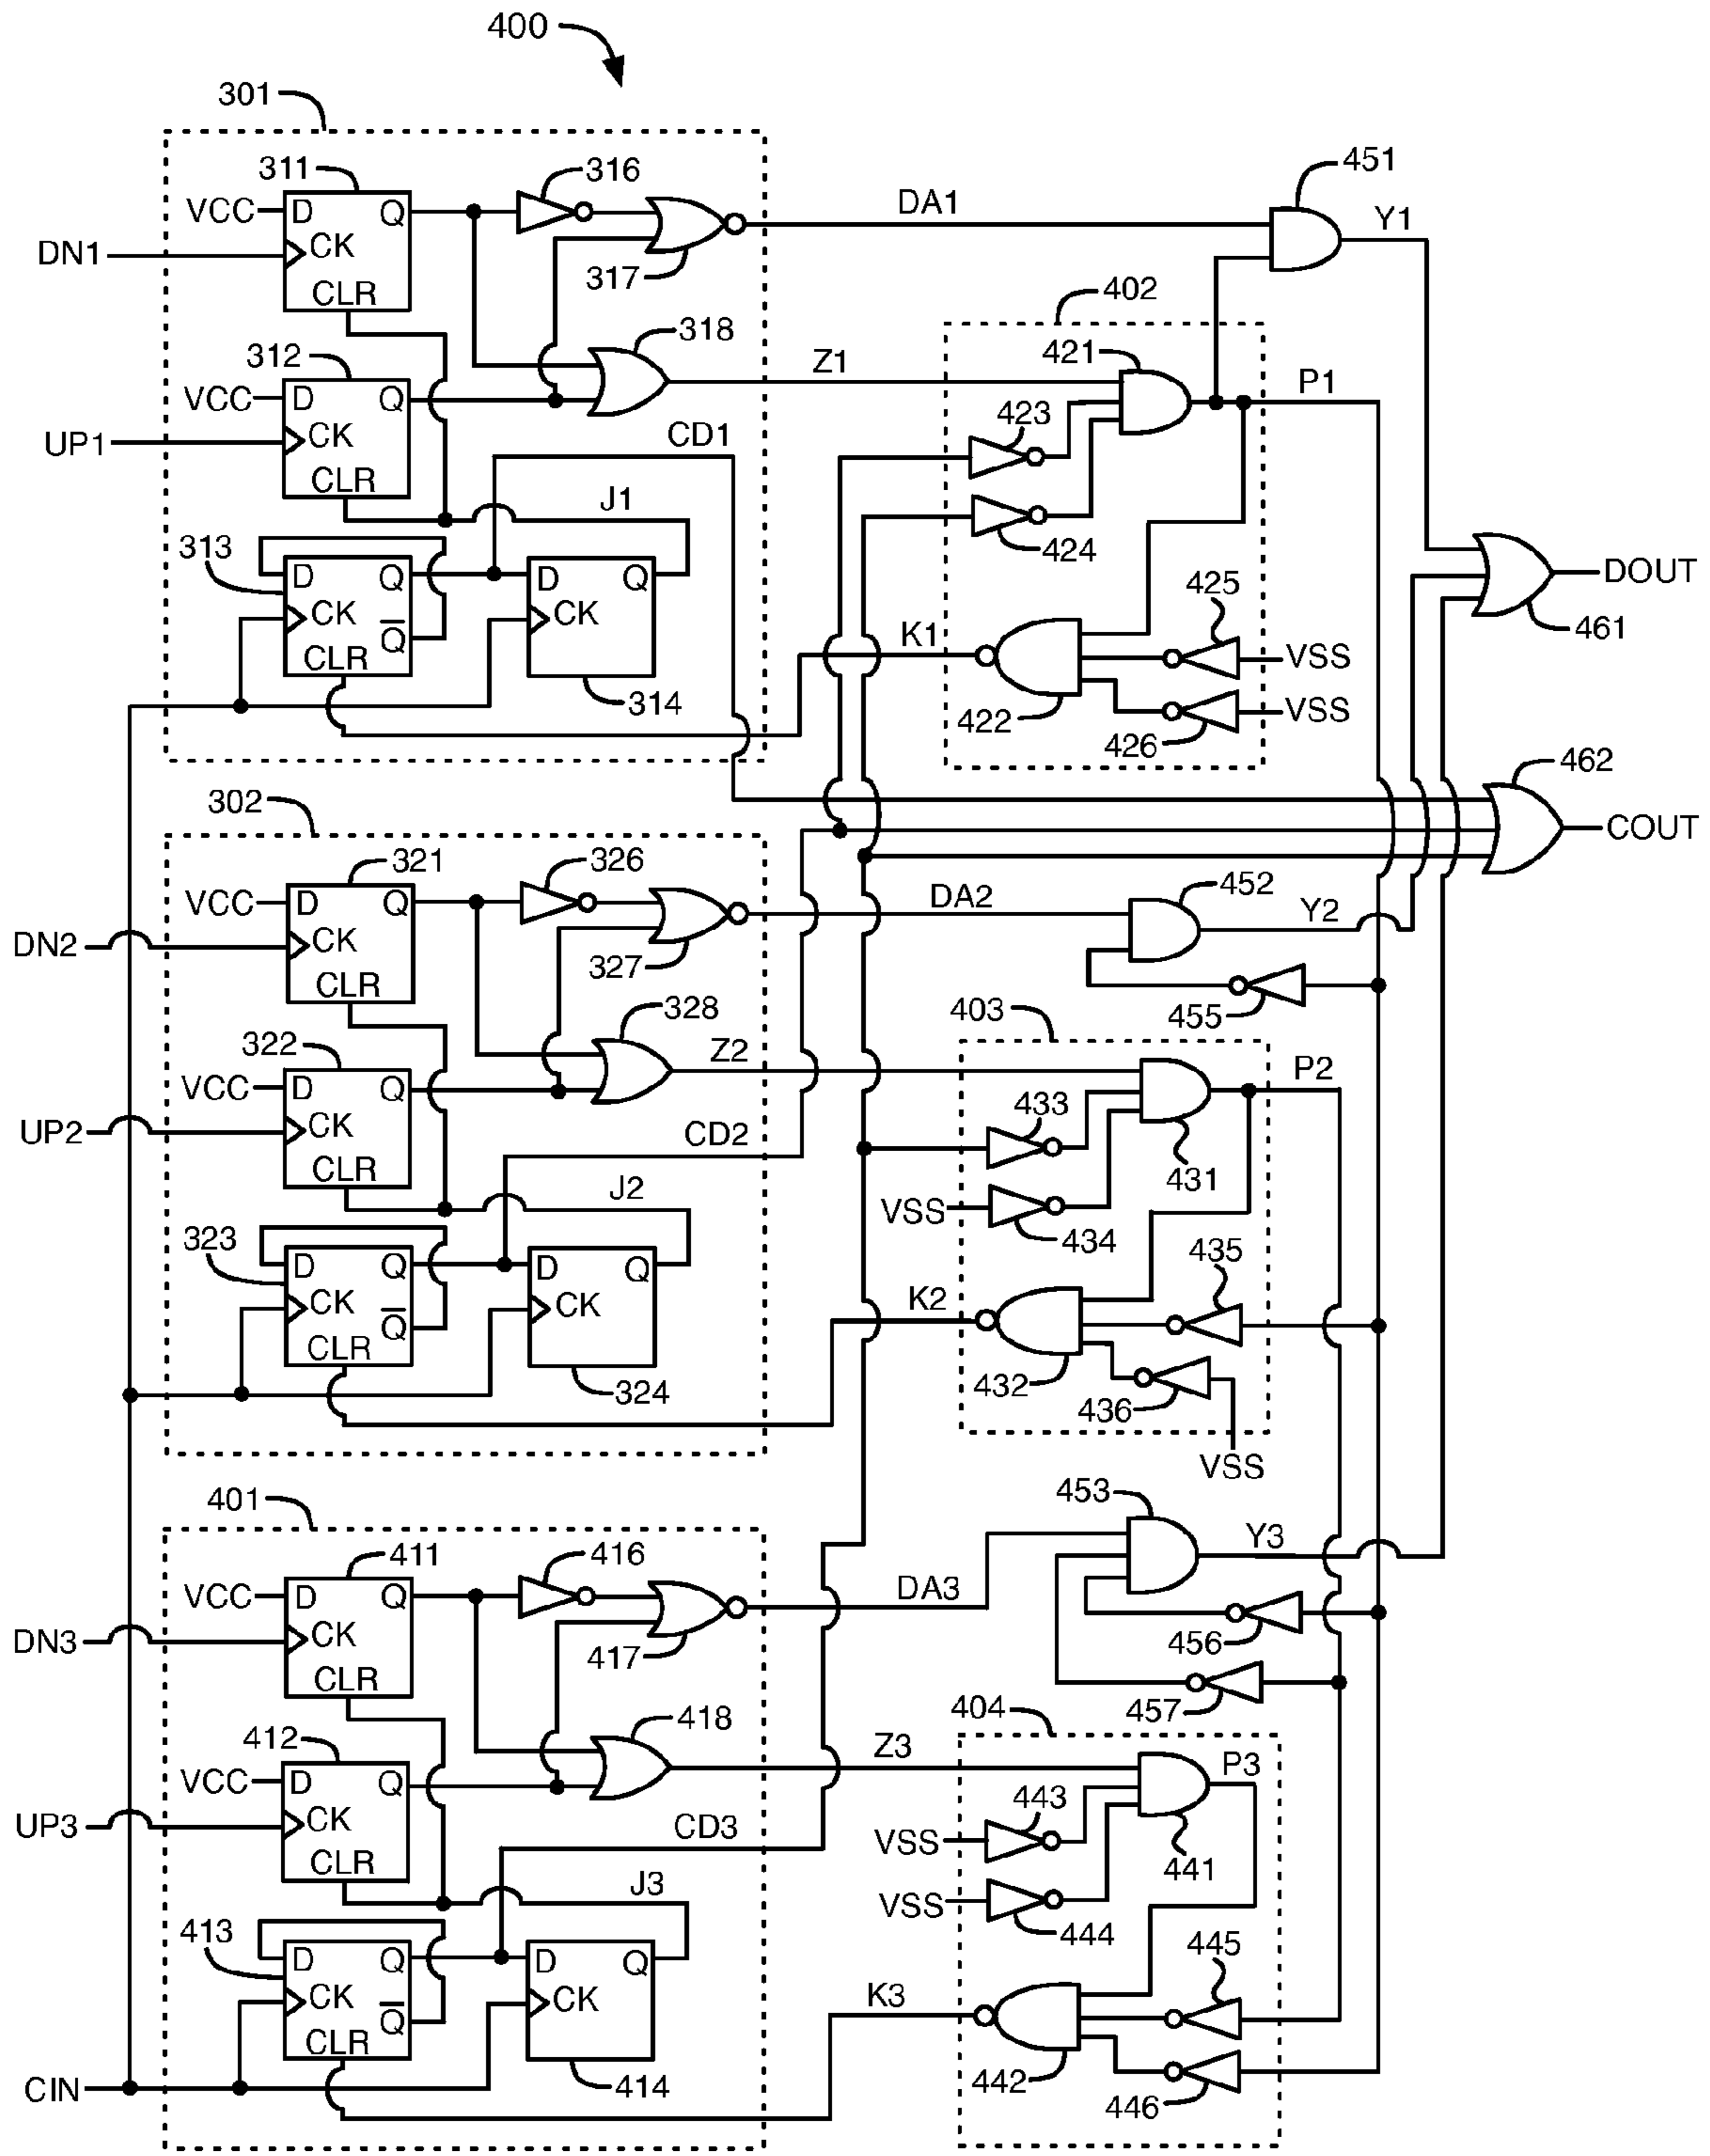 400
301
311
316
451
VCC D Q
DA1
Y1
DN1
CK
317
CLR
402
318
312
421
Z1
P1
VCC D Q
423
CD1
UP1
CK
CLR
J1
424
313
D Q
D Q
DOUT
425
CK
CK
461
Q
K1
VSS
CLR
314
422
VSS
426
462
302
COUT
321
326
452
VCC D Q
DA2
Y2
DN2
CK
327
CLR
455
328
403
322
Z2
P2
VCC D Q
433
UP2
CK
CD2
CLR
431
J2
VSS
434
323
435
D Q
D Q
K2
CK
CK
Q
CLR
324
432
436
VSS
401
453
411
416
Y3
VCC D Q
DA3
DN3
CK
417
456
CLR
457
404
412
418
Z3
P3
VCC D Q
443
UP3
CK
CD3
VSS
CLR
441
J3
VSS
444
413
445
D Q
D Q
CK
CK
K3
Q
CLR
CIN
414
442
446